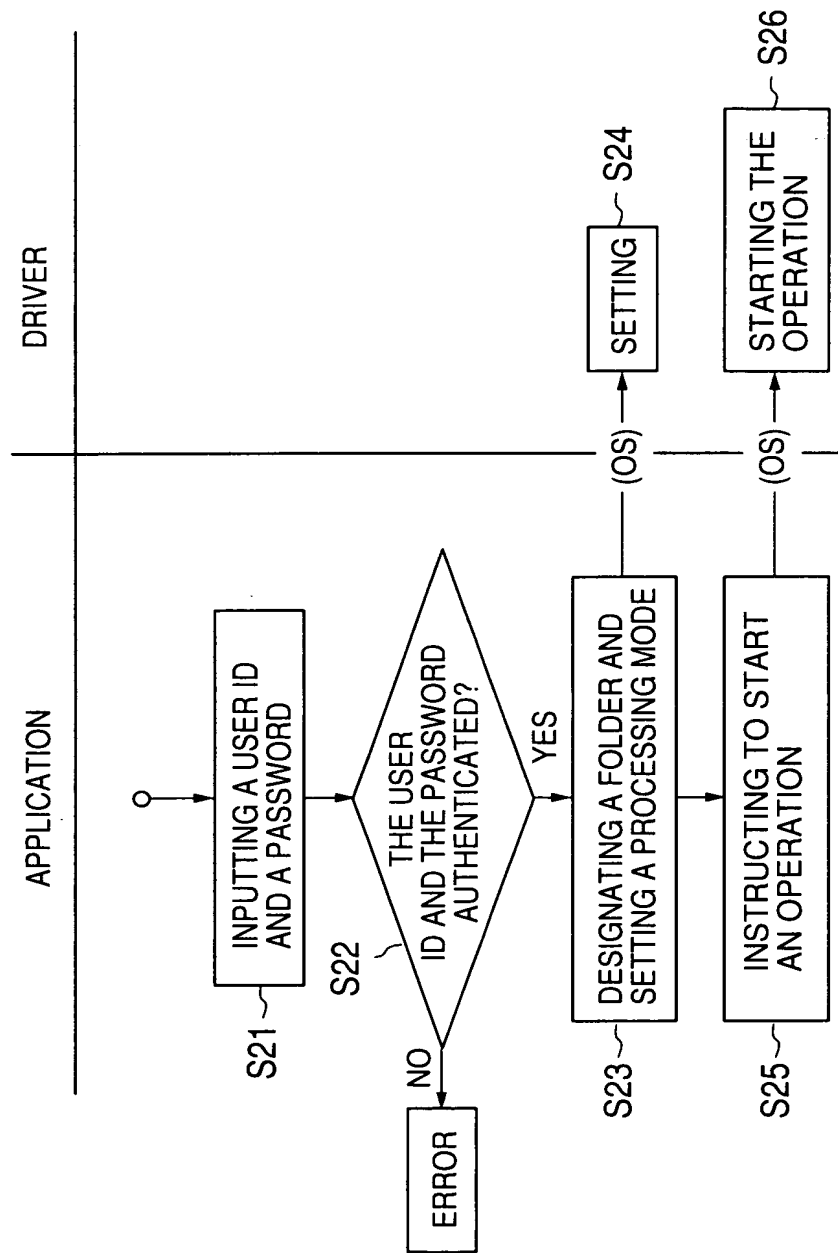 APPLICATION
DRIVER
INPUTTING A USER ID
AND A PASSWORD
S21
THE USER
ID AND THE PASSWORD
AUTHENTICATED?
S22
NO
ERROR
YES
DESIGNATING A FOLDER AND
SETTING A PROCESSING MODE
S23
(OS)
SETTING
S24
INSTRUCTING TO START
AN OPERATION
S25
(OS)
STARTING THE
OPERATION
S26